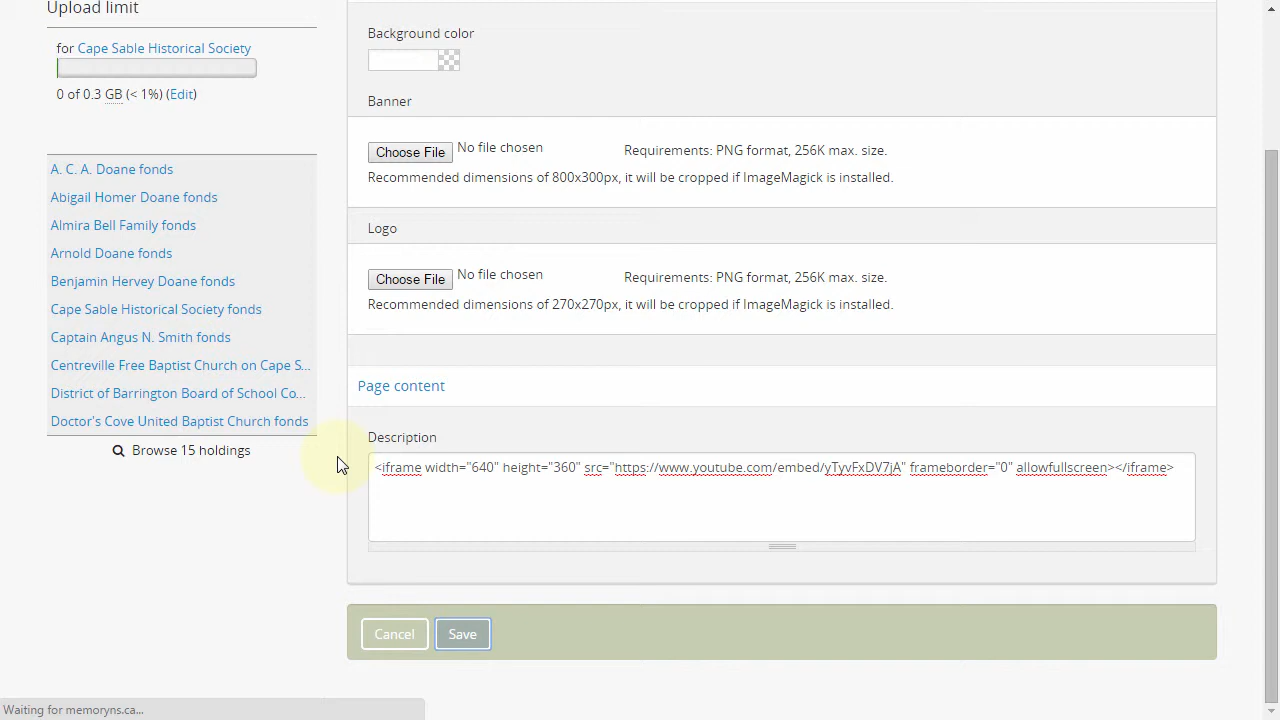 Upload limit
for Cape Sable Historical Society
0 of 0.3 GB (< 1%) (Edit)
A. C. A. Doane fonds
Abigail Homer Doane fonds
Almira Bell Family fonds
Arnold Doane fonds
Benjamin Hervey Doane fonds
Cape Sable Historical Society fonds
Captain Angus N. Smith fonds
Centreville Free Baptist Church on Cape S...
District of Barrington Board of School Co...
Doctor's Cove United Baptist Church fonds
Browse 15 holdings
Background color
Banner
Choose File No file chosen Requirements: PNG format, 256K max. size.
Recommended dimensions of 800x300px, it will be cropped if ImageMagick is installed.
Logo
Choose File No file chosen Requirements: PNG format, 256K max. size.
Recommended dimensions of 270x270px, it will be cropped if ImageMagick is installed.
Page content
Description
<iframe width="640" height="360" src="https://www.youtube.com/embed/yTyvFxDV7jA" frameborder="0" allowfullscreen></iframe>
Cancel Save
Waiting for memoryns.ca...